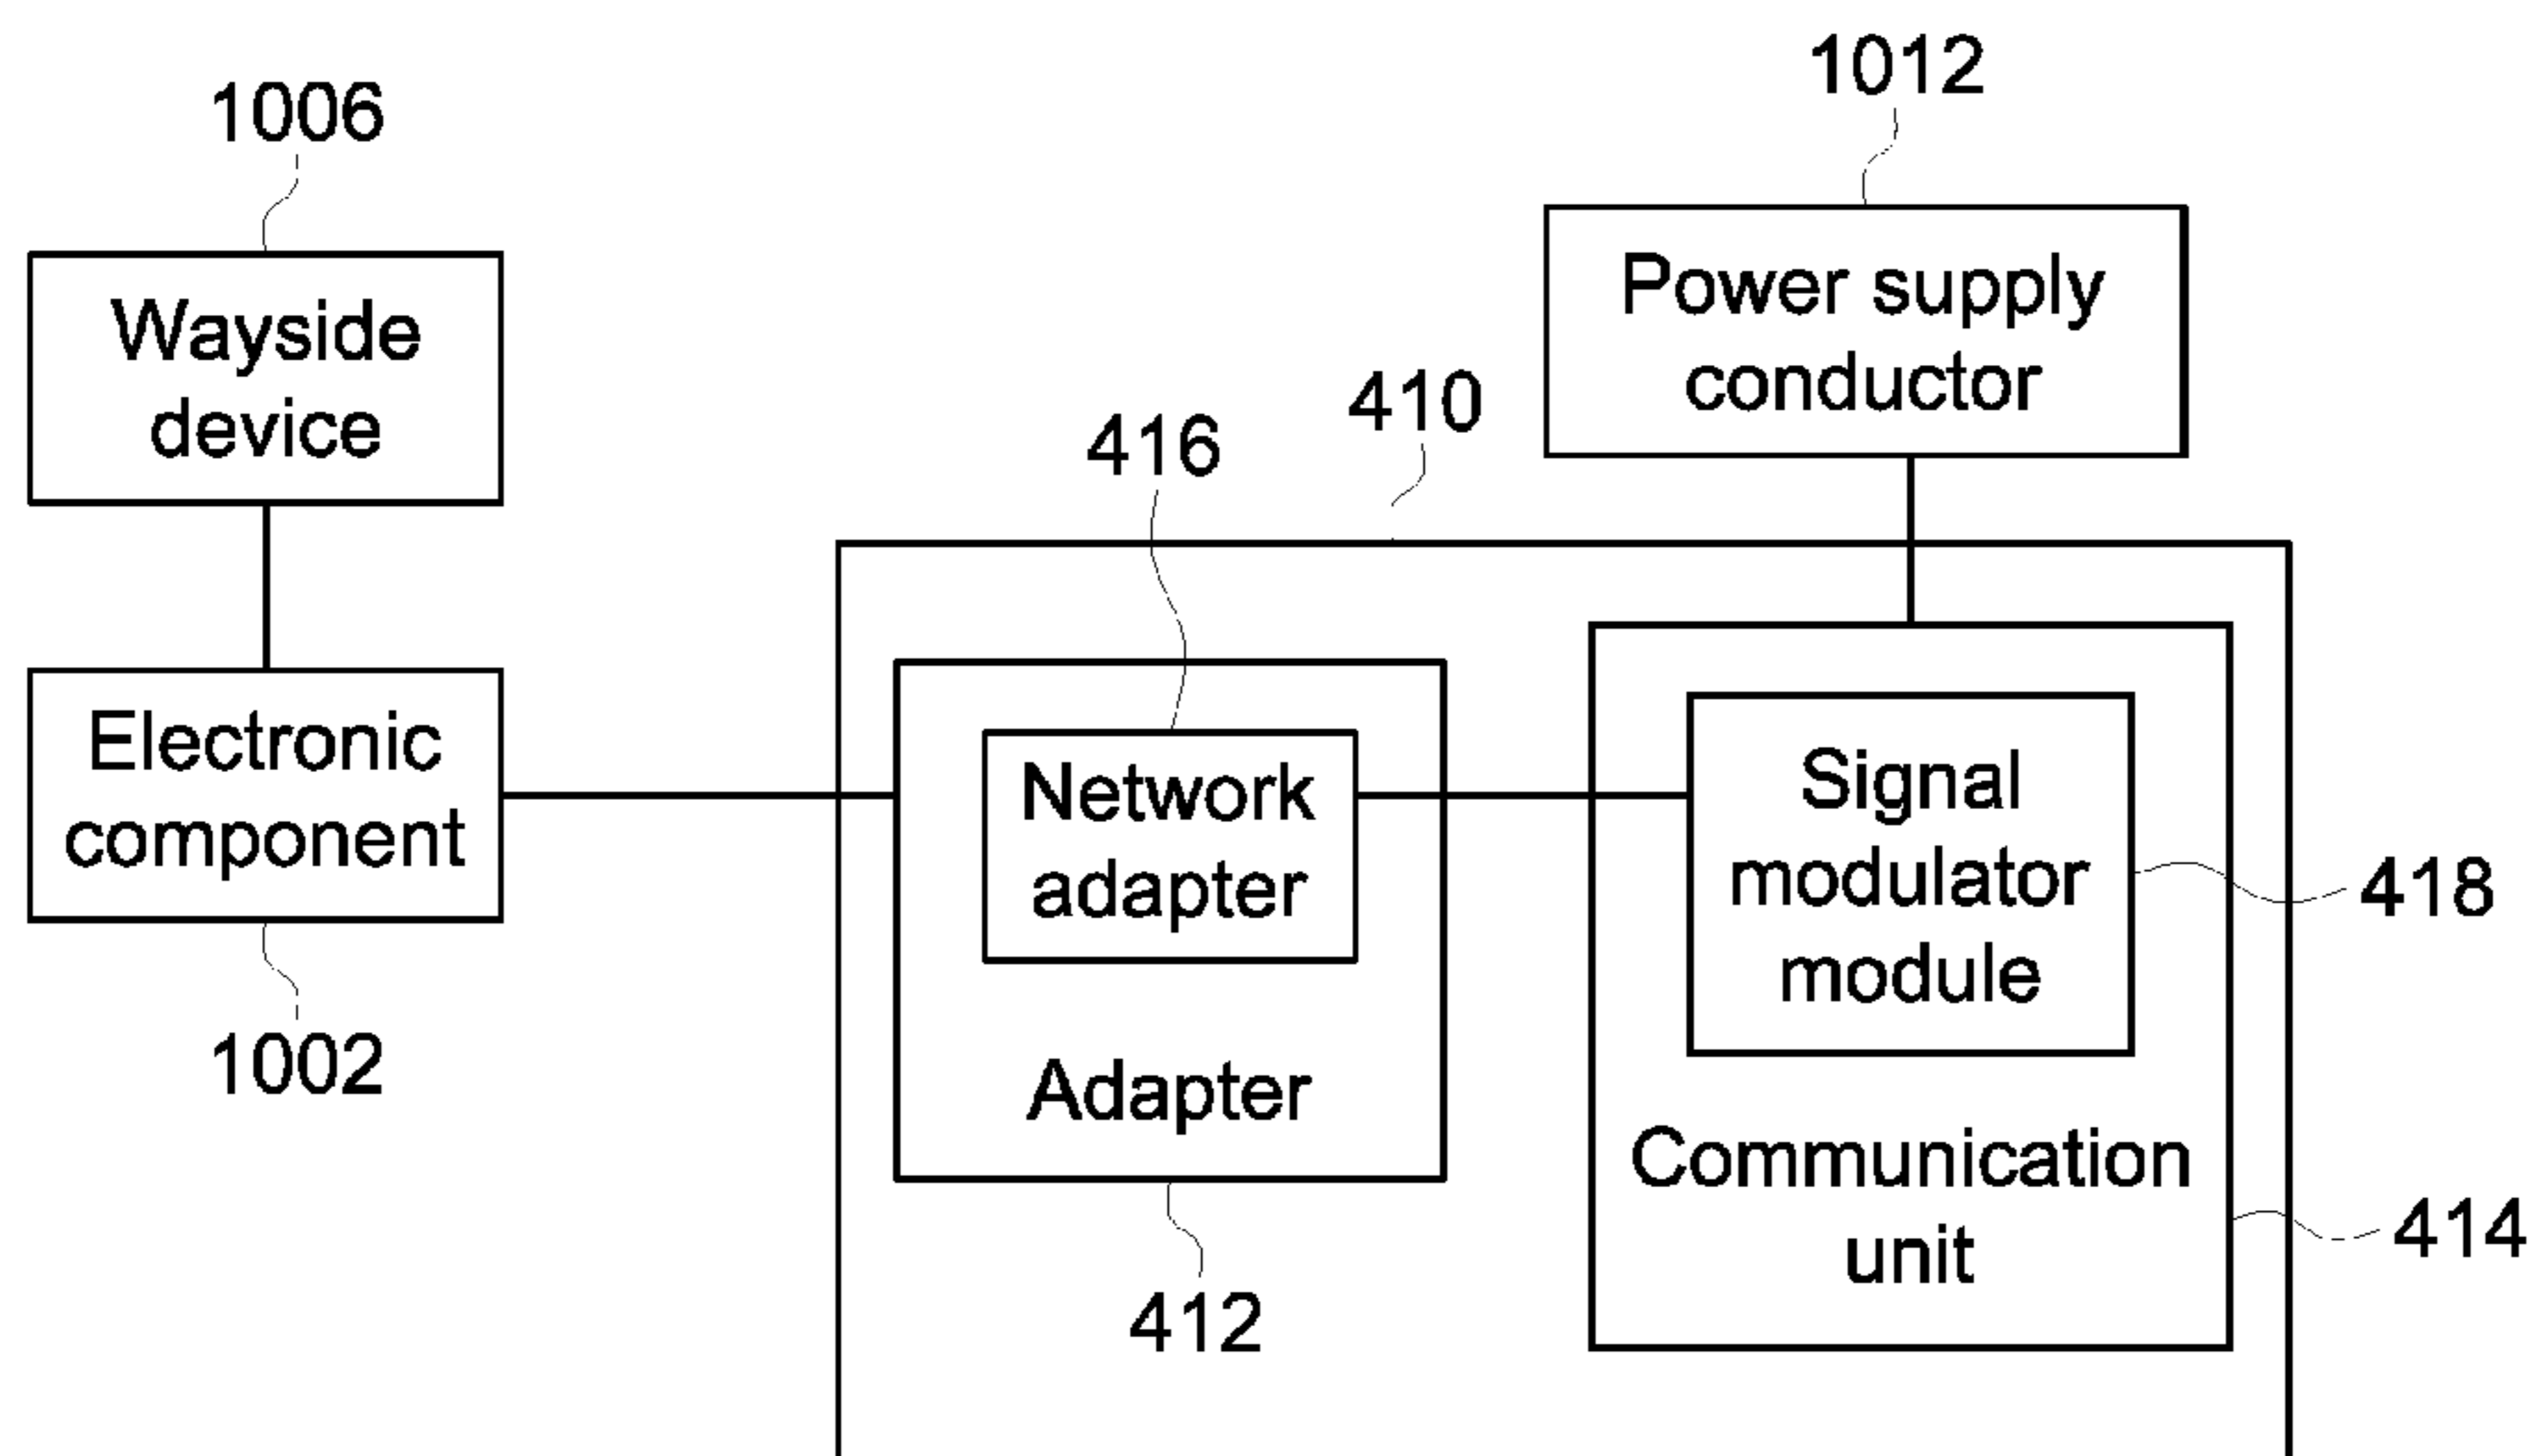 1006
Wayside
device
Electronic
component
1002
1012
Power supply
conductor
410
416
Network
adapter
Adapter
412
Signal
modulator
module
418
Communication
unit
414